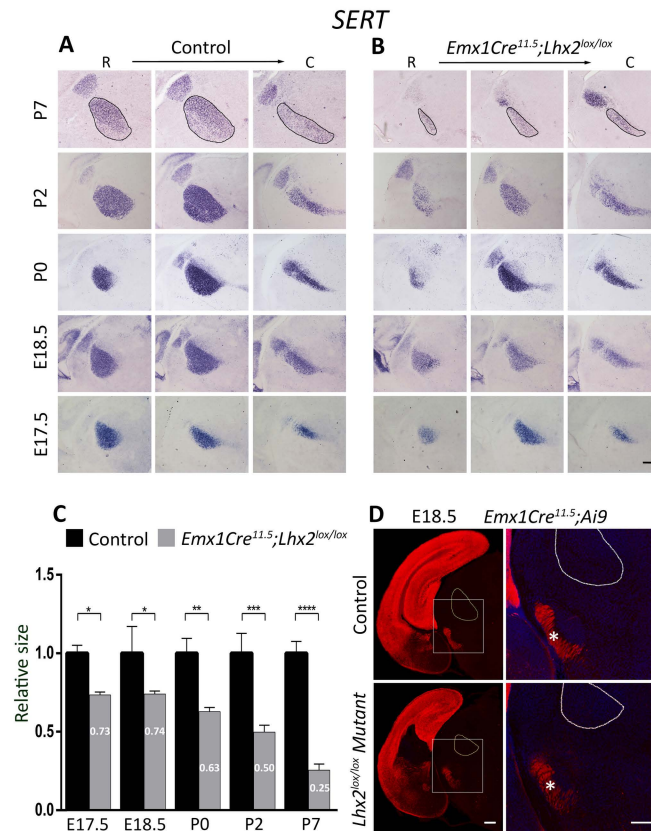 SERT
A Control
R C
B Emx1Cre11.5;Lhx2lox/lox
R C
P7
P2
P0
E18.5
E17.5
C
Control Emx1Cre11.5;Lhx2lox/lox
Relative size
1.5
1.0
0.5
0.0
* * ** *** ****
0.73 0.74 0.63 0.50 0.25
E17.5 E18.5 P0 P2 P7
D E18.5 Emx1Cre11.5;Ai9
Control
*
Lhx2lox/lox Mutant
*